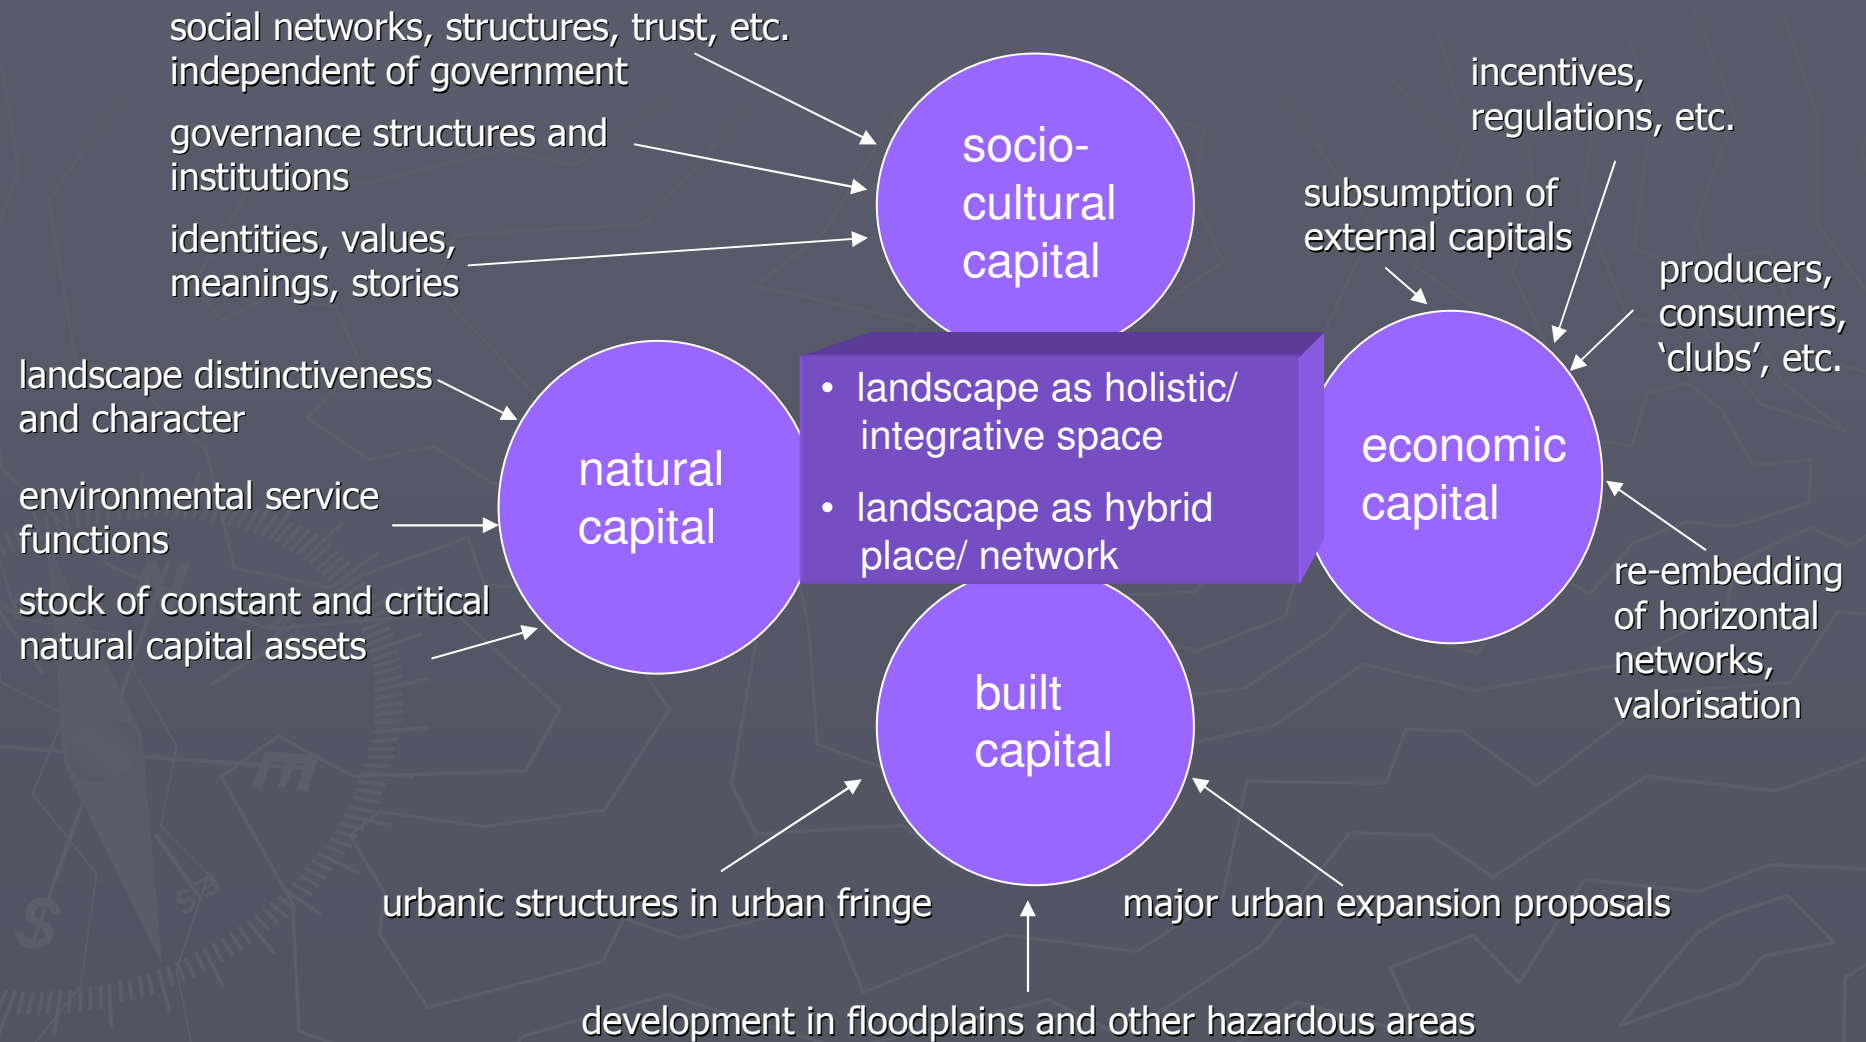 social networks, structures, trust, etc.
independent of government
governance structures and
institutions
identities, values,
meanings, stories
socio-
cultural
capital
incentives,
regulations, etc.
subsumption of
external capitals
producers,
consumers,
‘clubs’, etc.
landscape distinctiveness
and character
environmental service
functions
stock of constant and critical
natural capital assets
natural
capital
• landscape as holistic/
integrative space
• landscape as hybrid
place/ network
economic
capital
re-embedding
of horizontal
networks,
valorisation
built
capital
urbanic structures in urban fringe
major urban expansion proposals
development in floodplains and other hazardous areas
N
E
S